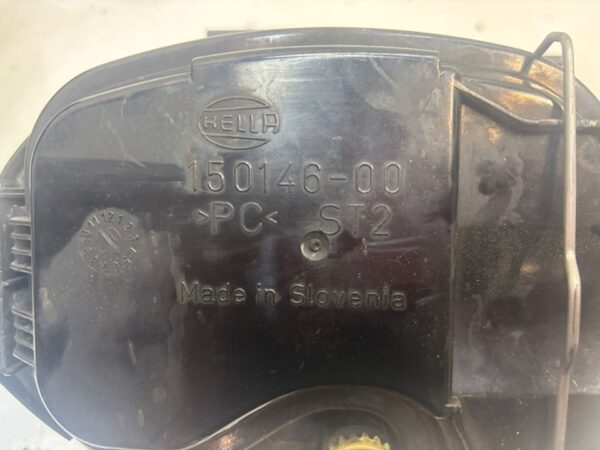 HELLA
150146-00
>PC< ST2
Made in Slovenia